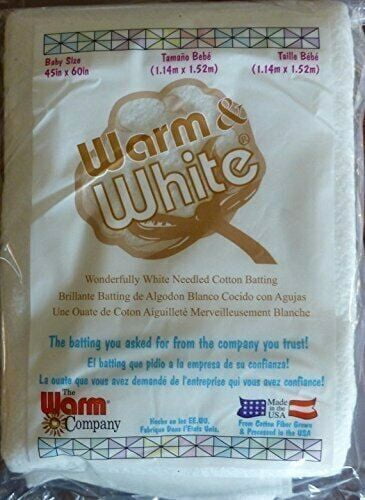 Baby Size Tamaño Bebé Taille Bébé
45in x 60in (1.14m x 1.52m) (1.14m x 1.52m)
Warm &
White®
Wonderfully White Needled Cotton Batting
Brillante Batting de Algodon Blanco Cocido con Agujas
Une Ouate de Coton Aiguilleté Merveilleusement Blanche
The batting you asked for from the company you trust!
El batting que pidio a la empresa de su confianza!
La ouate que vous avez demandé de l'entreprise qui vous avez confiance!
The
Warm®
Company
Hecho en los EE.UU.
Fabrique Dans l'Etats Unis.
Made
in the
USA
From Cotton Fiber Grown
& Processed in the USA